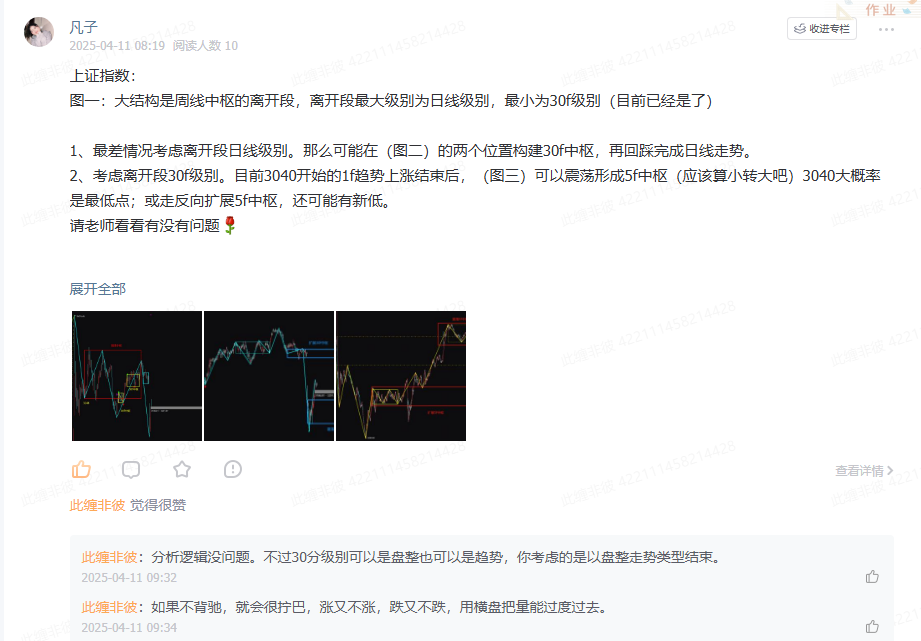 作业
凡子
2025-04-11 08:19 阅读人数 10
收进专栏
上证指数：
图一：大结构是周线中枢的离开段，离开段最大级别为日线级别，最小为30f级别（目前已经是了）
1、最差情况考虑离开段日线级别。那么可能在（图二）的两个位置构建30f中枢，再回踩完成日线走势。
2、考虑离开段30f级别。目前3040开始的1f趋势上涨结束后，（图三）可以震荡形成5f中枢（应该算小转大吧）3040大概率
是最低点；或走反向扩展5f中枢，还可能有新低。
请老师看看有没有问题
展开全部
查看详情
此缠非彼 觉得很赞
此缠非彼：分析逻辑没问题。不过30分级别可以是盘整也可以是趋势，你考虑的是以盘整走势类型结束。
2025-04-11 09:32
此缠非彼：如果不背驰，就会很拧巴，涨又不涨，跌又不跌，用横盘把量能过度过去。
2025-04-11 09:34
此缠非彼 422111458214428